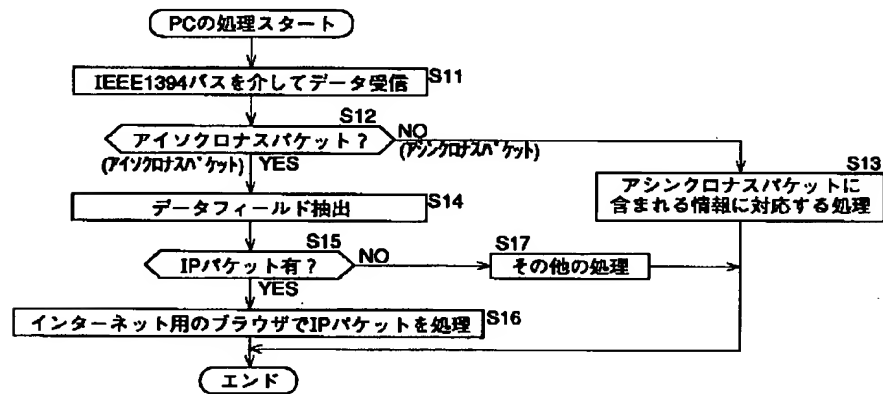 PCの処理スタート
IEEE1394バスを介してデータ受信
S11
S12
アイソクロナスパケット？
NO
(アシンクロナスパケット)
(アイソクロナスパケット)
YES
S13
アシンクロナスパケットに
含まれる情報に対応する処理
データフィールド抽出
S14
S15
IPパケット有？
NO
S17
その他の処理
YES
インターネット用のブラウザでIPパケットを処理
S16
エンド